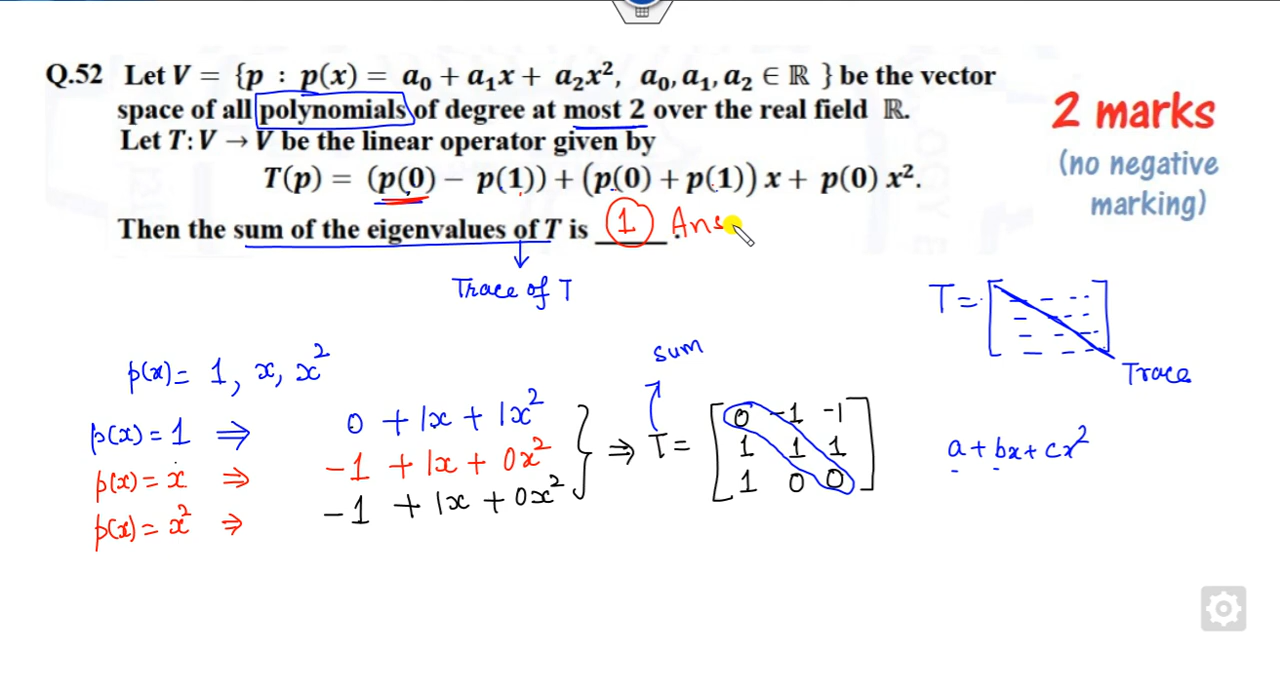 Q.52 Let V = {p : p(x) = a₀ + a₁x + a₂x², a₀, a₁, a₂ ∈ ℝ } be the vector
space of all polynomials of degree at most 2 over the real field ℝ.
Let T: V → V be the linear operator given by
T(p) = (p(0) − p(1)) + (p(0) + p(1)) x + p(0) x².
Then the sum of the eigenvalues of T is ______ .
1 Ans
2 marks
(no negative
marking)
Trace of T
T =
Trace
p(x) = 1, x, x²
p(x) = 1 ⇒ 0 + 1x + 1x²
p(x) = x ⇒ -1 + 1x + 0x²
p(x) = x² ⇒ -1 + 1x + 0x²
sum
⇒ T =
0 -1 -1
1 1 1
1 0 0
a + bx + cx²